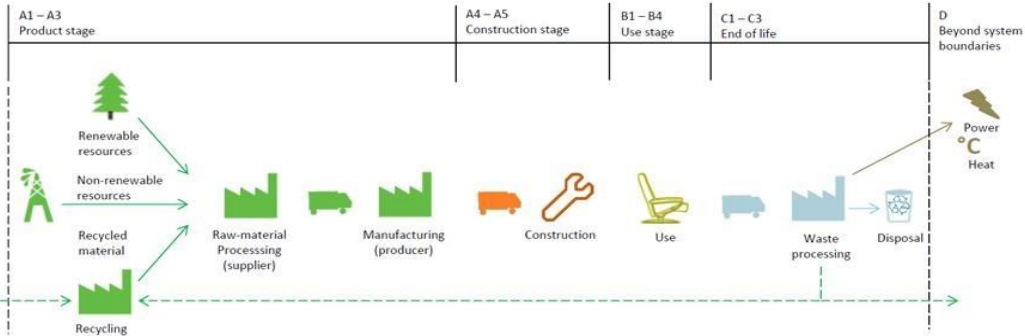 A1 – A3
Product stage
A4 – A5
Construction stage
B1 – B4
Use stage
C1 – C3
End of life
D
Beyond system
boundaries
Renewable
resources
Non-renewable
resources
Recycled
material
Recycling
Raw-material
Processsing
(supplier)
Manufacturing
(producer)
Construction
Use
Waste
processing
Disposal
Power
°C
Heat